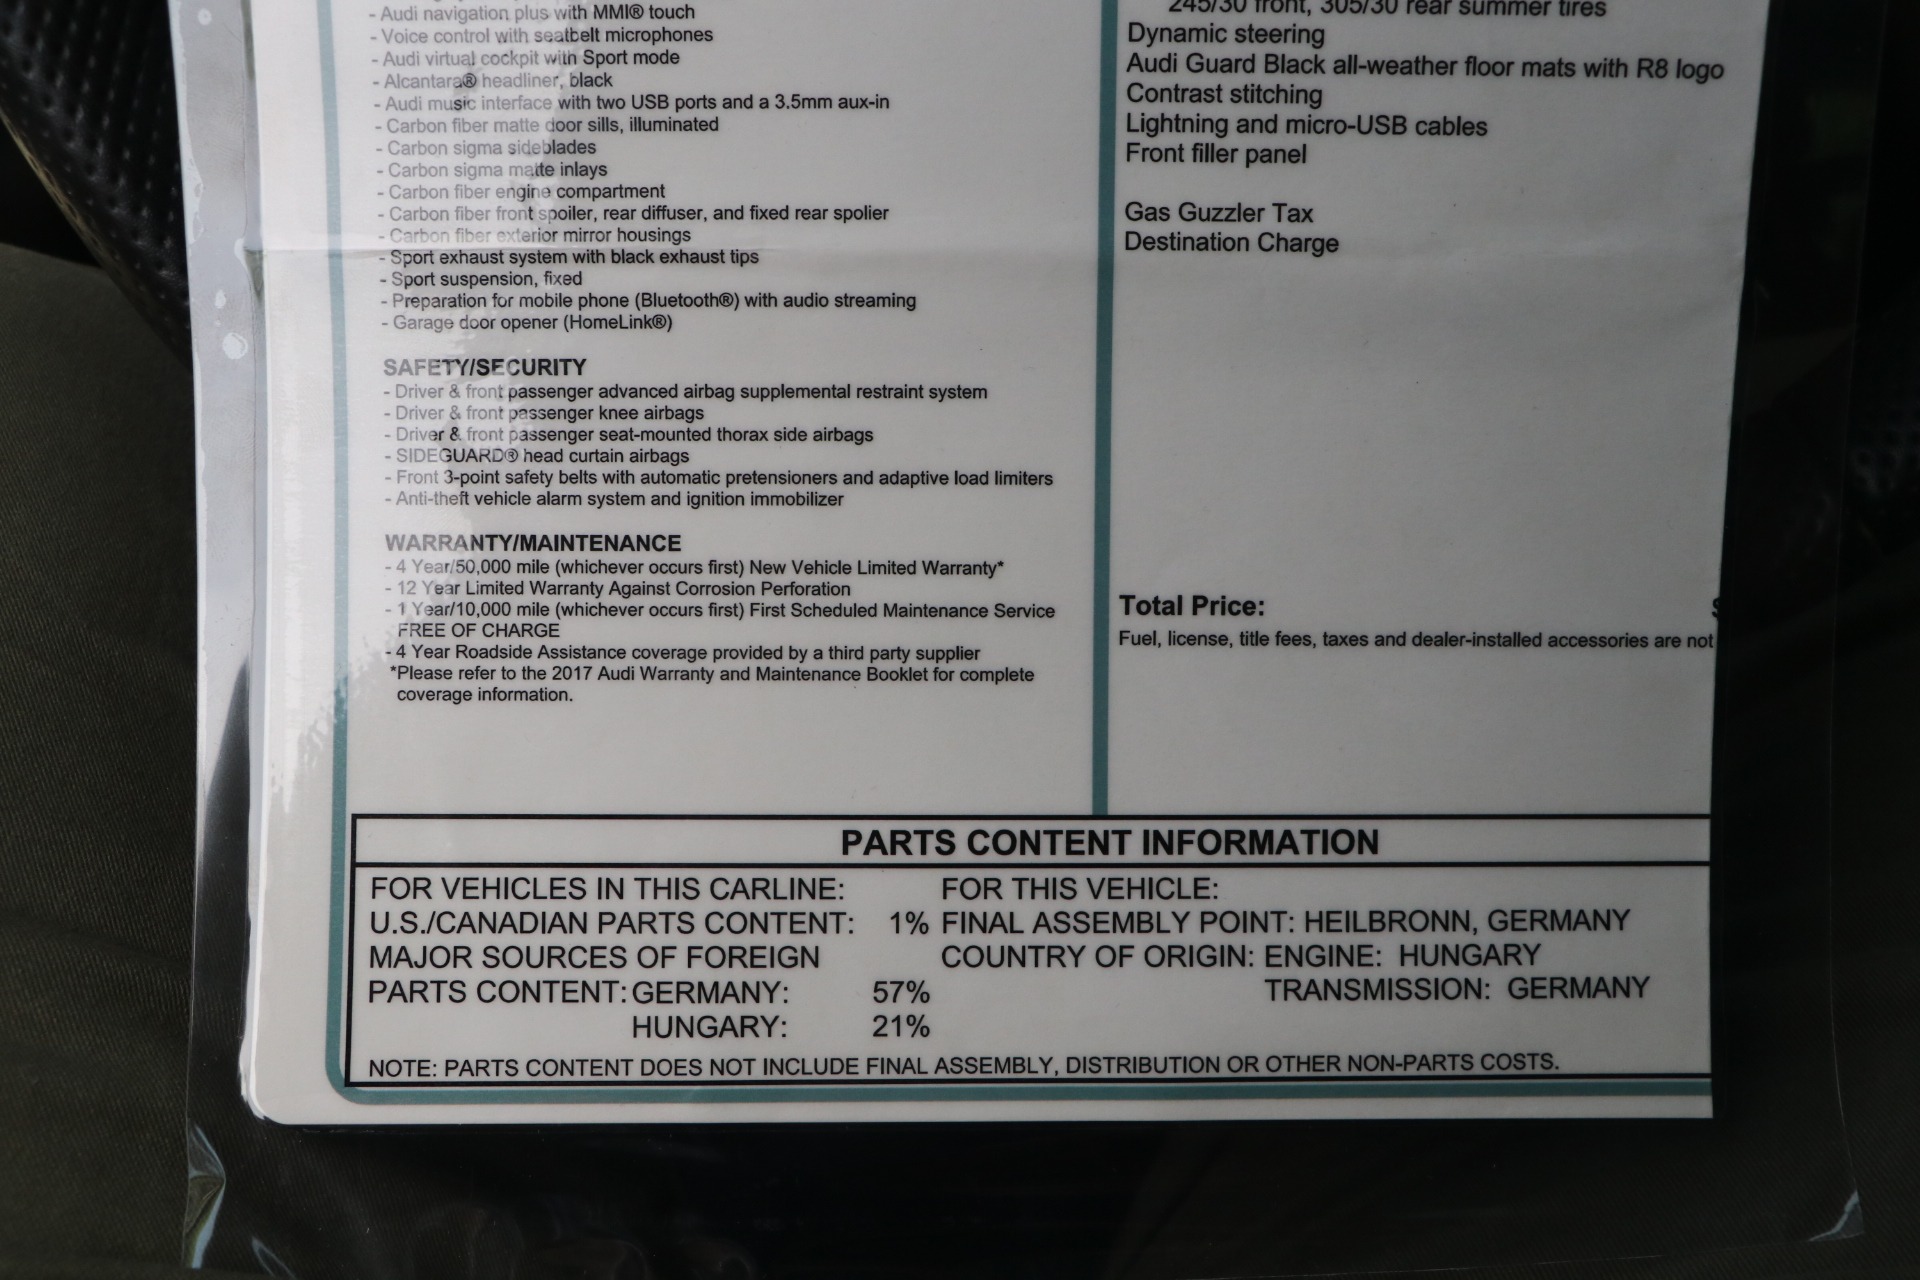 - Audi navigation plus with MMI® touch
- Voice control with seatbelt microphones
- Audi virtual cockpit with Sport mode
- Alcantara® headliner, black
- Audi music interface with two USB ports and a 3.5mm aux-in
- Carbon fiber matte door sills, illuminated
- Carbon sigma sideblades
- Carbon sigma matte inlays
- Carbon fiber engine compartment
- Carbon fiber front spoiler, rear diffuser, and fixed rear spolier
- Carbon fiber exterior mirror housings
- Sport exhaust system with black exhaust tips
- Sport suspension, fixed
- Preparation for mobile phone (Bluetooth®) with audio streaming
- Garage door opener (HomeLink®)
SAFETY/SECURITY
- Driver & front passenger advanced airbag supplemental restraint system
- Driver & front passenger knee airbags
- Driver & front passenger seat-mounted thorax side airbags
- SIDEGUARD® head curtain airbags
- Front 3-point safety belts with automatic pretensioners and adaptive load limiters
- Anti-theft vehicle alarm system and ignition immobilizer
WARRANTY/MAINTENANCE
- 4 Year/50,000 mile (whichever occurs first) New Vehicle Limited Warranty*
- 12 Year Limited Warranty Against Corrosion Perforation
- 1 Year/10,000 mile (whichever occurs first) First Scheduled Maintenance Service
FREE OF CHARGE
- 4 Year Roadside Assistance coverage provided by a third party supplier
*Please refer to the 2017 Audi Warranty and Maintenance Booklet for complete
coverage information.
245/30 front, 305/30 rear summer tires
Dynamic steering
Audi Guard Black all-weather floor mats with R8 logo
Contrast stitching
Lightning and micro-USB cables
Front filler panel
Gas Guzzler Tax
Destination Charge
Total Price:
Fuel, license, title fees, taxes and dealer-installed accessories are not
PARTS CONTENT INFORMATION
FOR VEHICLES IN THIS CARLINE:
U.S./CANADIAN PARTS CONTENT: 1%
MAJOR SOURCES OF FOREIGN
PARTS CONTENT: GERMANY: 57%
HUNGARY: 21%
FOR THIS VEHICLE:
FINAL ASSEMBLY POINT: HEILBRONN, GERMANY
COUNTRY OF ORIGIN: ENGINE: HUNGARY
TRANSMISSION: GERMANY
NOTE: PARTS CONTENT DOES NOT INCLUDE FINAL ASSEMBLY, DISTRIBUTION OR OTHER NON-PARTS COSTS.